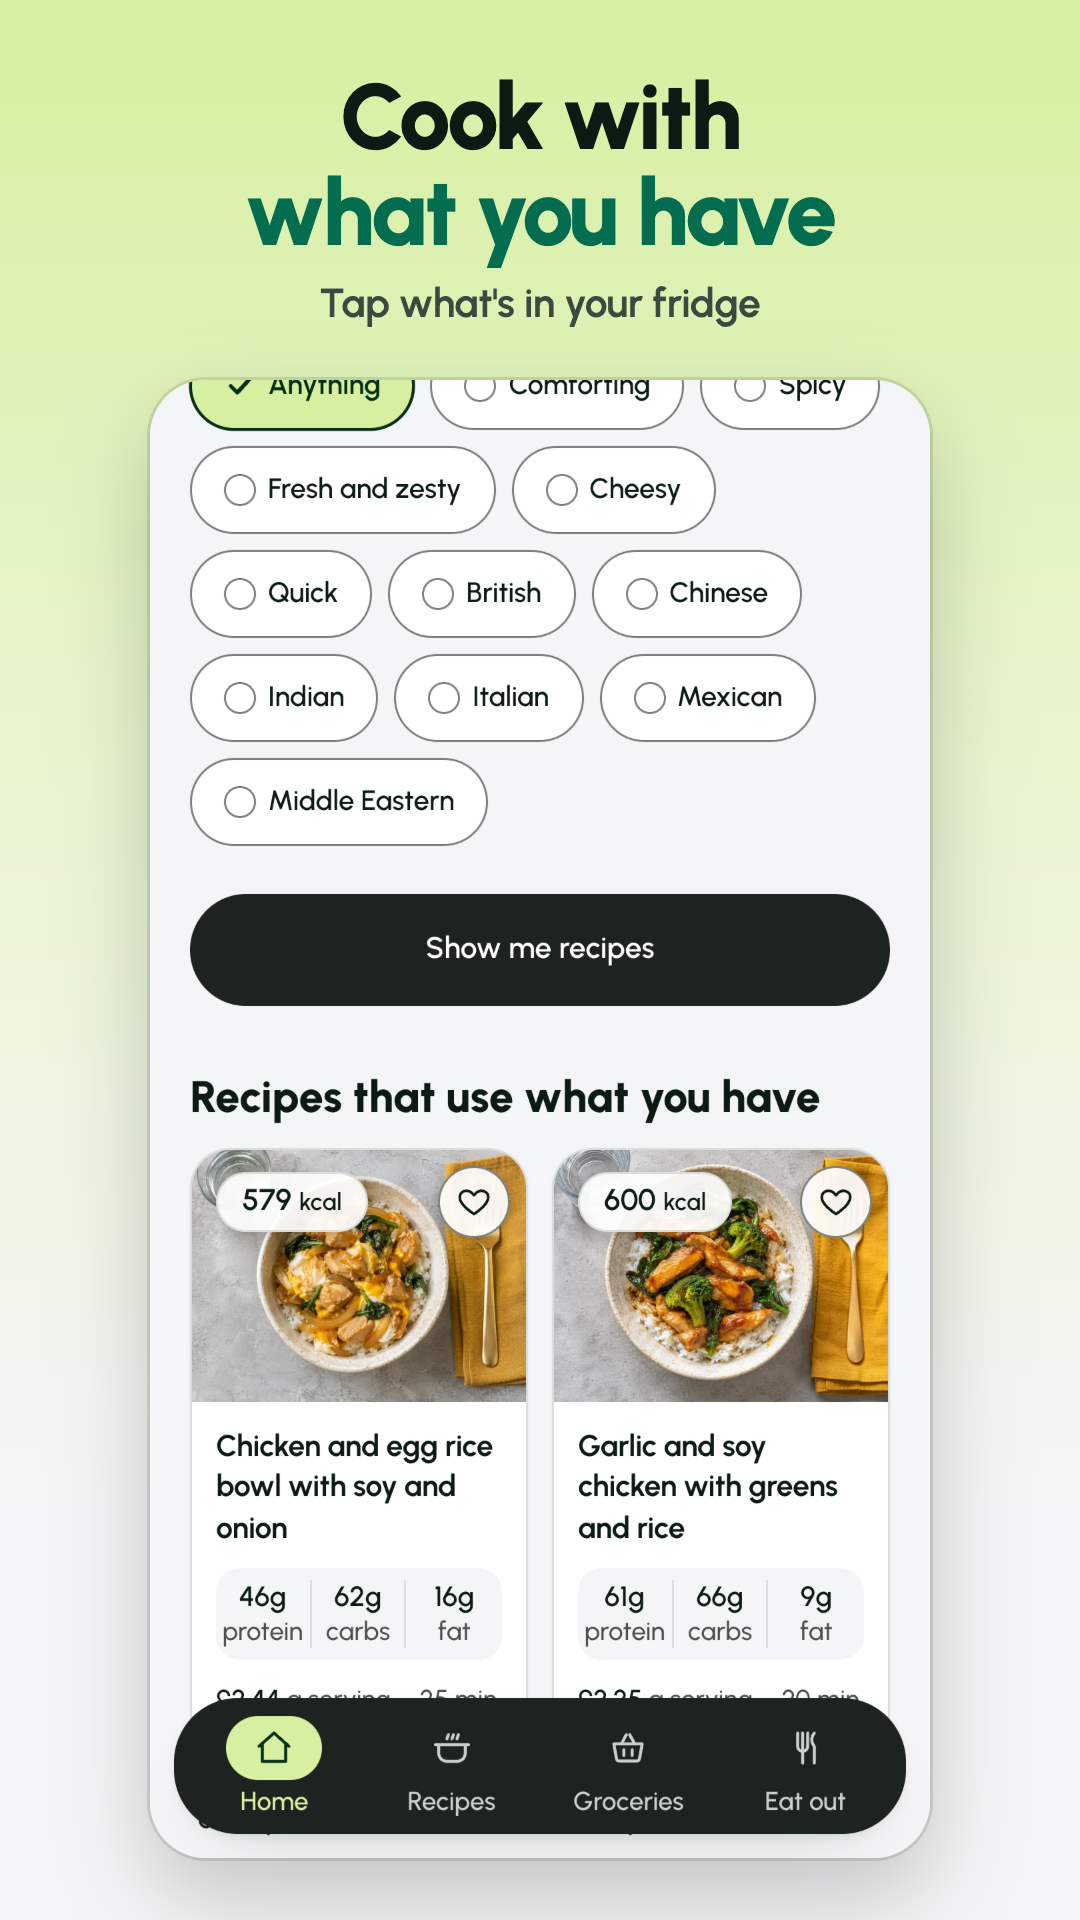 Cook with
what you have
Tap what's in your fridge
Anything
Comforting
Spicy
Fresh and zesty
Cheesy
Quick
British
Chinese
Indian
Italian
Mexican
Middle Eastern
Show me recipes
Recipes that use what you have
579 kcal
600 kcal
Chicken and egg rice
bowl with soy and
onion
Garlic and soy
chicken with greens
and rice
46g
protein
62g
carbs
16g
fat
61g
protein
66g
carbs
9g
fat
a serving
a serving
Home
Recipes
Groceries
Eat out